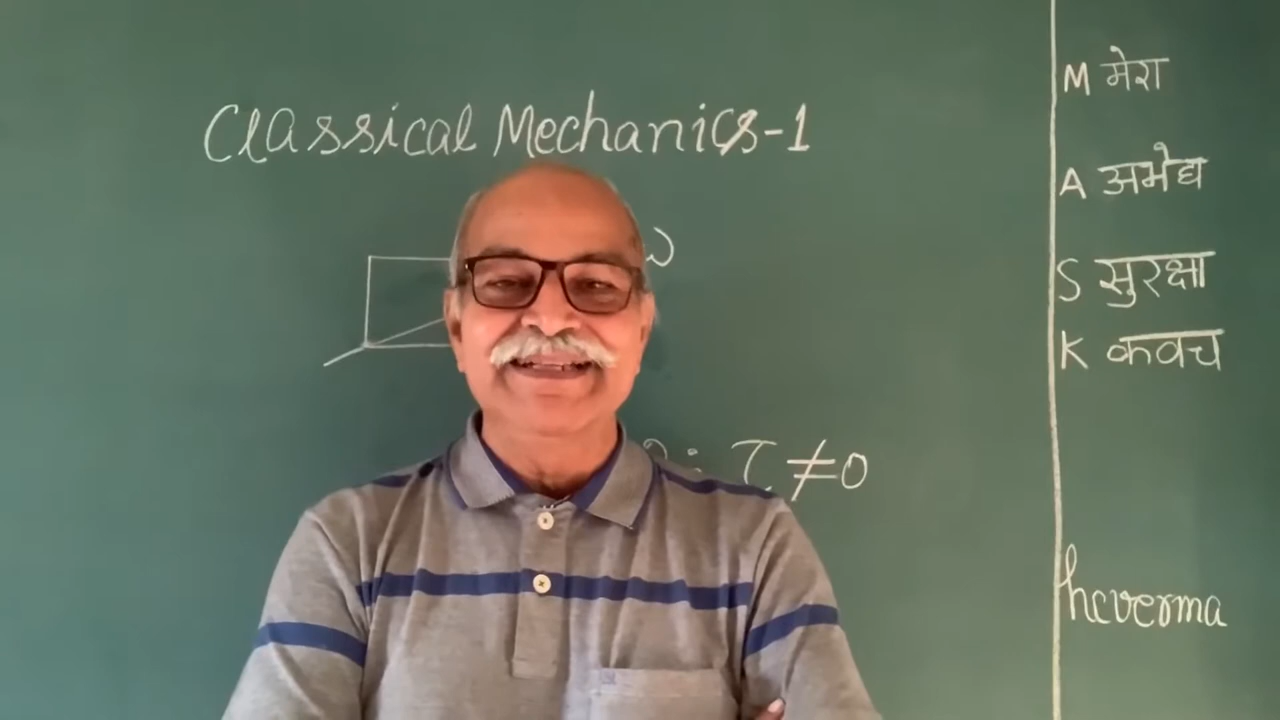 Classical Mechanics-1
ω
τ ≠ 0
M मेरा
A अभेद्य
S सुरक्षा
K कवच
hcverma